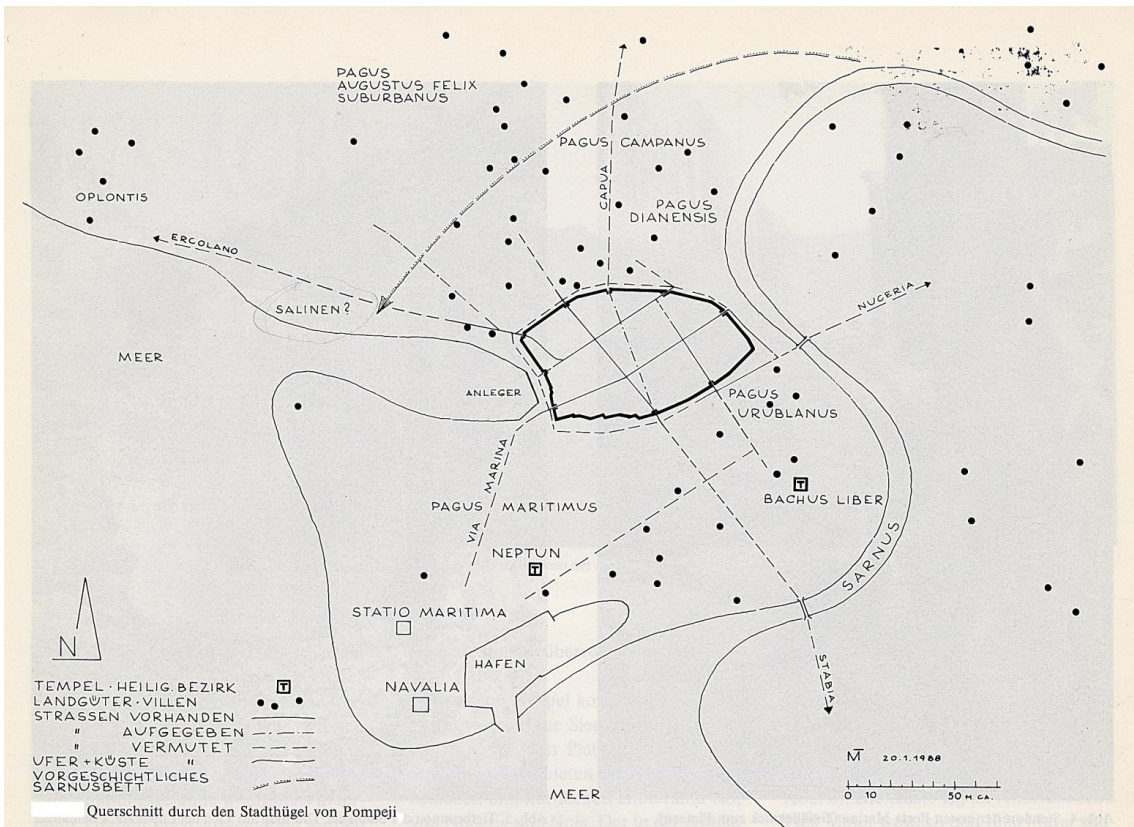 PAGUS
AUGUSTUS FELIX
SUBURBANUS
PAGUS CAMPANUS
CAPUA
PAGUS
DIANENSIS
OPLONTIS
ERCOLANO
SALINEN?
NUCERIA
MEER
ANLEGER
PAGUS
URUBLANUS
VIA MARINA
PAGUS MARITIMUS
BACHUS LIBER
T
NEPTUN
T
SARNUS
STATIO MARITIMA
HAFEN
NAVALIA
STABIA
N
TEMPEL·HEILIG. BEZIRK T
LANDGÜTER·VILLEN
STRASSEN VORHANDEN
" AUFGEGEBEN
" VERMUTET
UFER+KÜSTE "
VORGESCHICHTLICHES
SARNUSBETT
M 20.1.1988
0 10 50 H CA.
MEER
Querschnitt durch den Stadthügel von Pompeji